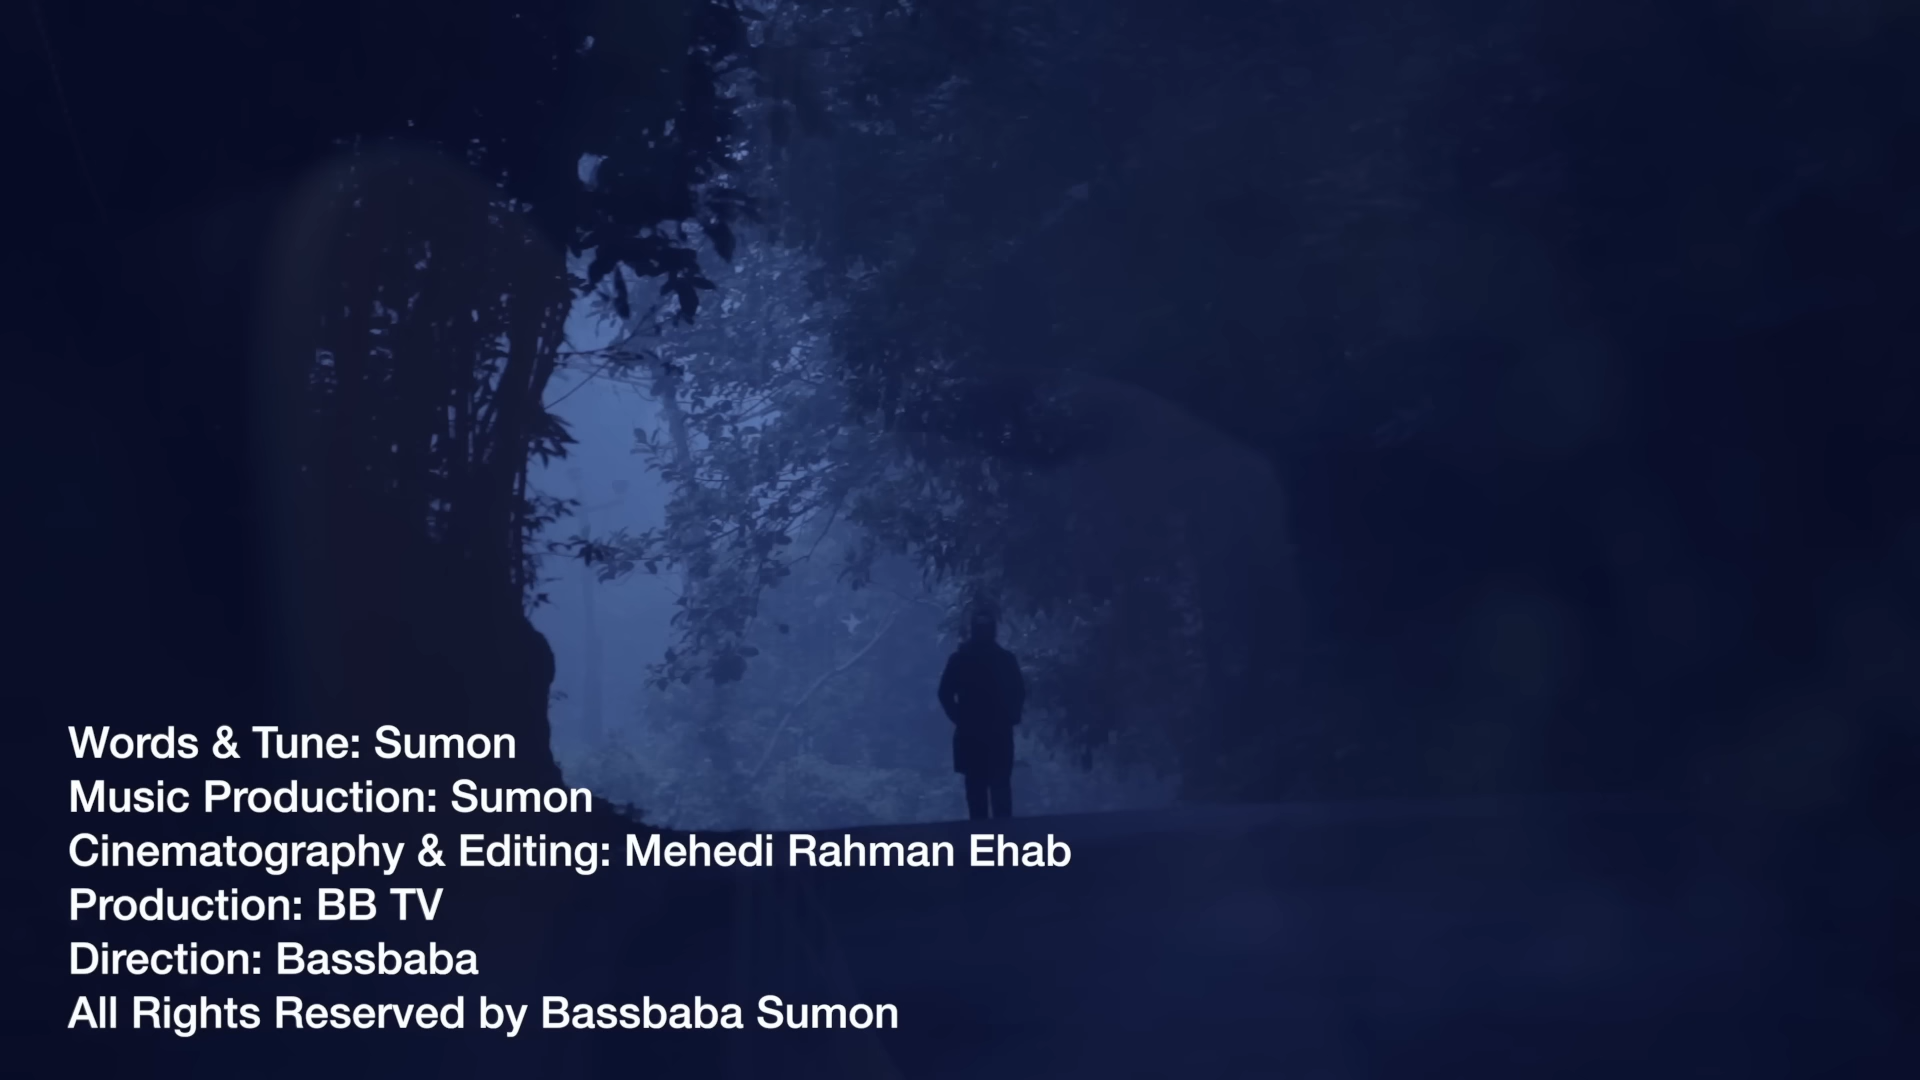 Words & Tune: Sumon
Music Production: Sumon
Cinematography & Editing: Mehedi Rahman Ehab
Production: BB TV
Direction: Bassbaba
All Rights Reserved by Bassbaba Sumon